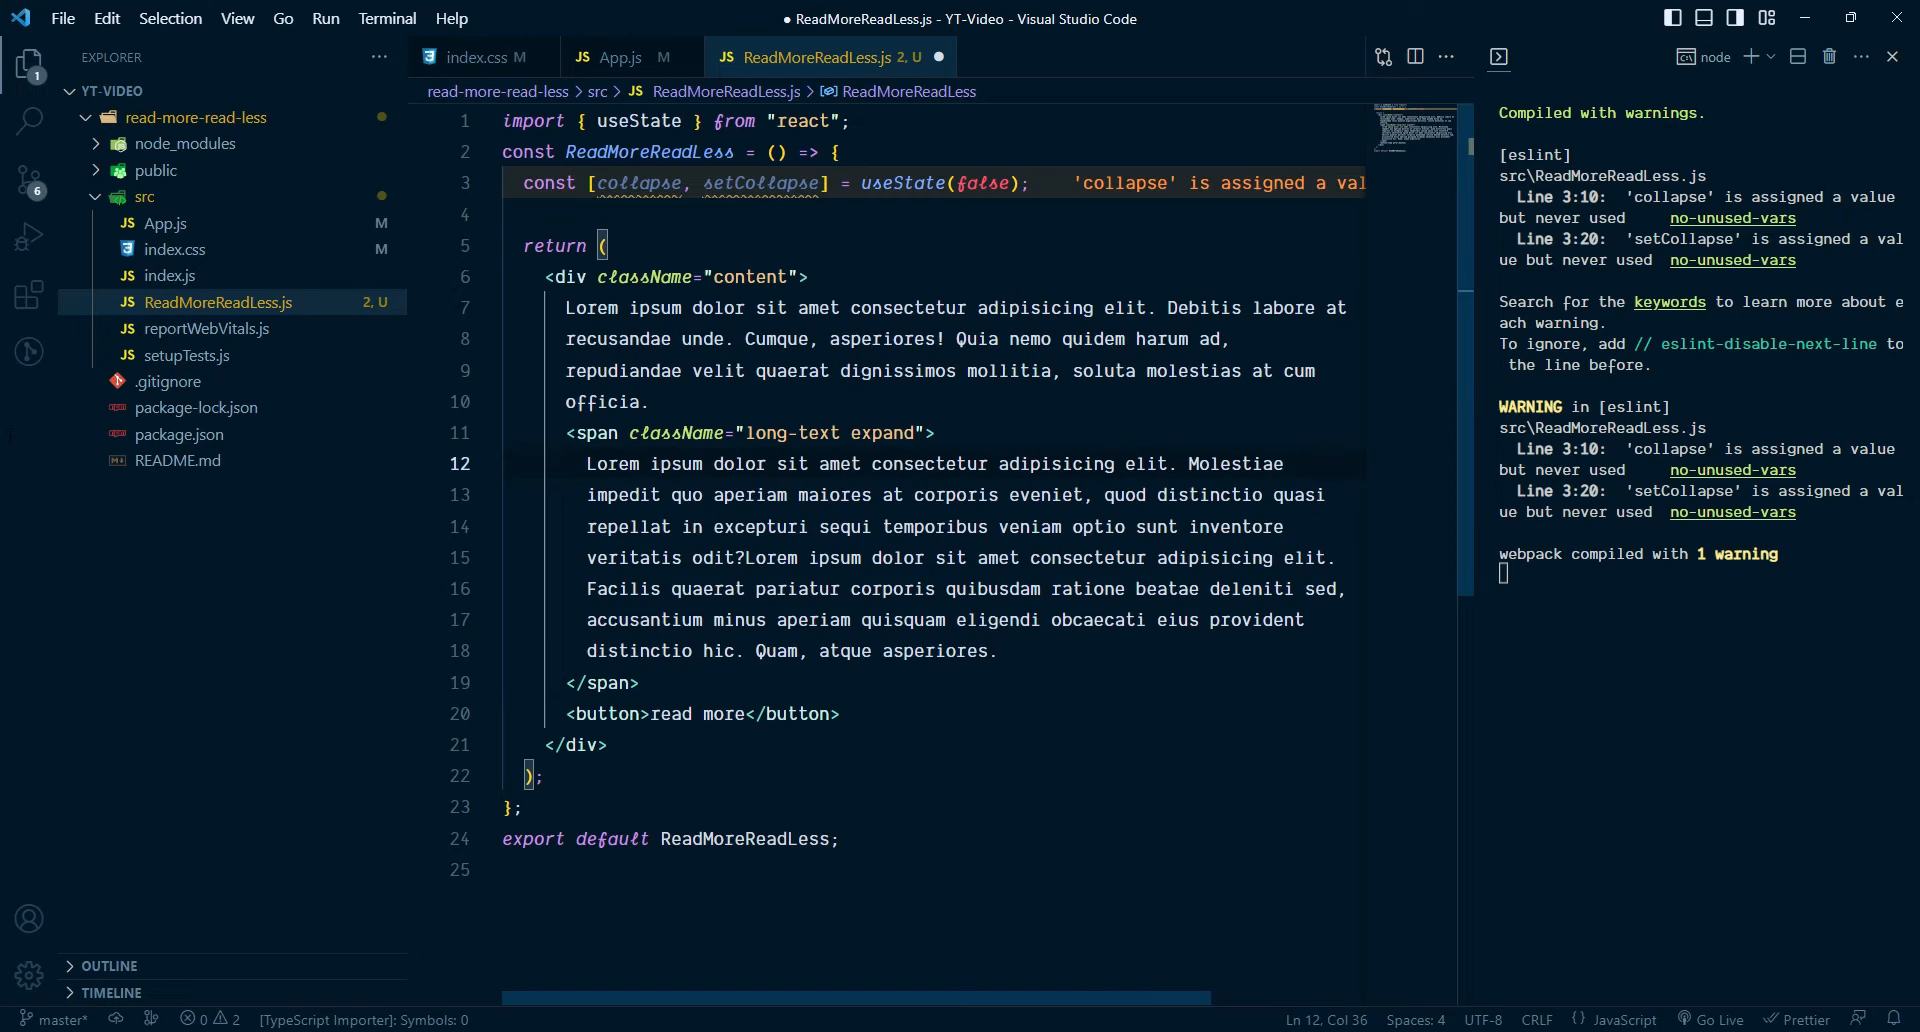 File Edit Selection View Go Run Terminal Help
● ReadMoreReadLess.js - YT-Video - Visual Studio Code
EXPLORER
YT-VIDEO
read-more-read-less
node_modules
public
src
JS App.js M
index.css M
JS index.js
JS ReadMoreReadLess.js 2, U
JS reportWebVitals.js
JS setupTests.js
.gitignore
package-lock.json
package.json
README.md
OUTLINE
TIMELINE
1
6
index.css M
JS App.js M
JS ReadMoreReadLess.js 2, U ●
read-more-read-less > src > JS ReadMoreReadLess.js > ReadMoreReadLess
1 import { useState } from "react";
2 const ReadMoreReadLess = () => {
3 const [collapse, setCollapse] = useState(false); 'collapse' is assigned a val
4
5 return (
6 <div className="content">
7 Lorem ipsum dolor sit amet consectetur adipisicing elit. Debitis labore at
8 recusandae unde. Cumque, asperiores! Quia nemo quidem harum ad,
9 repudiandae velit quaerat dignissimos mollitia, soluta molestias at cum
10 officia.
11 <span className="long-text expand">
12 Lorem ipsum dolor sit amet consectetur adipisicing elit. Molestiae
13 impedit quo aperiam maiores at corporis eveniet, quod distinctio quasi
14 repellat in excepturi sequi temporibus veniam optio sunt inventore
15 veritatis odit?Lorem ipsum dolor sit amet consectetur adipisicing elit.
16 Facilis quaerat pariatur corporis quibusdam ratione beatae deleniti sed,
17 accusantium minus aperiam quisquam eligendi obcaecati eius provident
18 distinctio hic. Quam, atque asperiores.
19 </span>
20 <button>read more</button>
21 </div>
22 );
23 };
24 export default ReadMoreReadLess;
25
node
Compiled with warnings.
[eslint]
src\ReadMoreReadLess.js
Line 3:10: 'collapse' is assigned a value
but never used no-unused-vars
Line 3:20: 'setCollapse' is assigned a val
ue but never used no-unused-vars
Search for the keywords to learn more about e
ach warning.
To ignore, add // eslint-disable-next-line to
the line before.
WARNING in [eslint]
src\ReadMoreReadLess.js
Line 3:10: 'collapse' is assigned a value
but never used no-unused-vars
Line 3:20: 'setCollapse' is assigned a val
ue but never used no-unused-vars
webpack compiled with 1 warning
master* 0 2 [TypeScript Importer]: Symbols: 0
Ln 12, Col 36 Spaces: 4 UTF-8 CRLF {} JavaScript Go Live Prettier